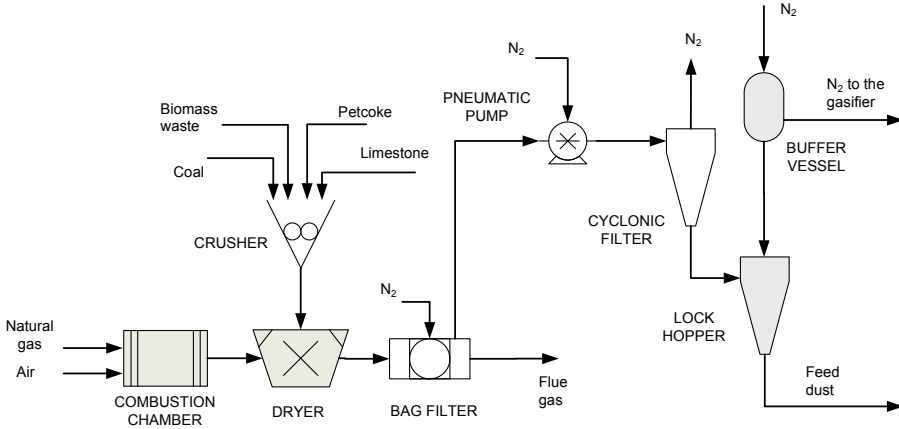 N2
N2
N2
N2 to the
gasifier
PNEUMATIC
PUMP
Biomass
waste
Petcoke
Limestone
Coal
BUFFER
VESSEL
CRUSHER
CYCLONIC
FILTER
N2
LOCK
HOPPER
Natural
gas
Air
Feed
dust
Flue
gas
COMBUSTION
CHAMBER
DRYER
BAG FILTER